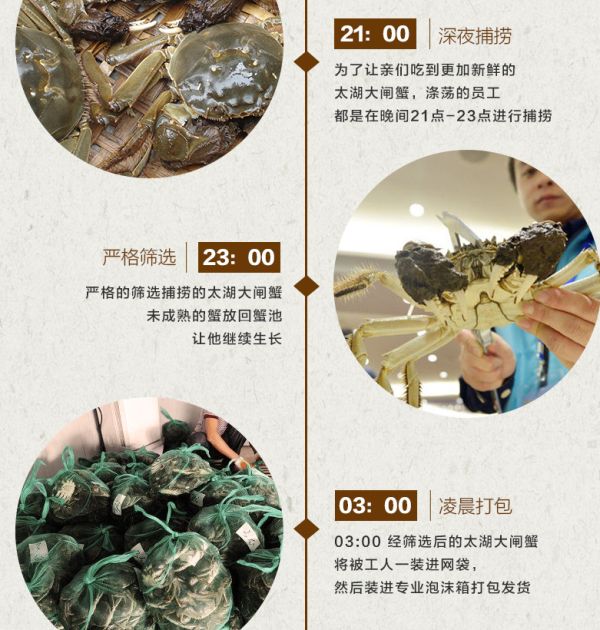 21: 00 深夜捕捞
为了让亲们吃到更加新鲜的
太湖大闸蟹，涤荡的员工
都是在晚间21点-23点进行捕捞
严格筛选 23: 00
严格的筛选捕捞的太湖大闸蟹
未成熟的蟹放回蟹池
让他继续生长
03: 00 凌晨打包
03:00 经筛选后的太湖大闸蟹
将被工人一装进网袋，
然后装进专业泡沫箱打包发货